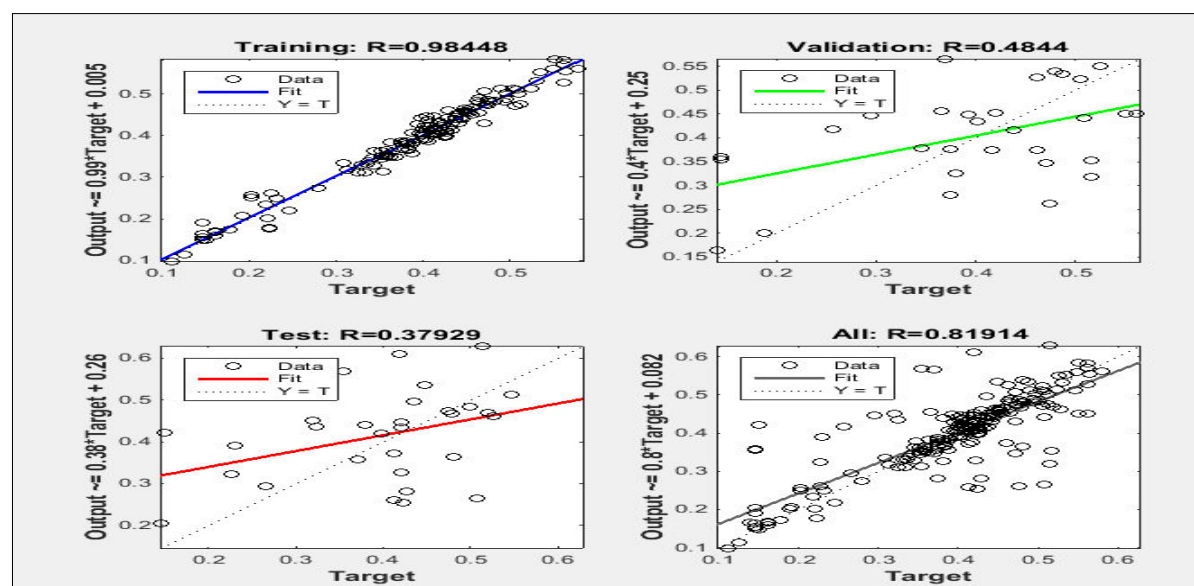 Training: R=0.98448
Output ~= 0.99*Target + 0.005
Data
Fit
Y = T
0.5
0.4
0.3
0.2
0.1
0.1 0.2 0.3 0.4 0.5
Target
Validation: R=0.4844
Output ~= 0.4*Target + 0.25
Data
Fit
Y = T
0.55
0.5
0.45
0.4
0.35
0.3
0.25
0.2
0.15
0.2 0.3 0.4 0.5
Target
Test: R=0.37929
Output ~= 0.38*Target + 0.26
Data
Fit
Y = T
0.6
0.5
0.4
0.3
0.2
0.2 0.3 0.4 0.5 0.6
Target
All: R=0.81914
Output ~= 0.8*Target + 0.082
Data
Fit
Y = T
0.6
0.5
0.4
0.3
0.2
0.1
0.1 0.2 0.3 0.4 0.5 0.6
Target